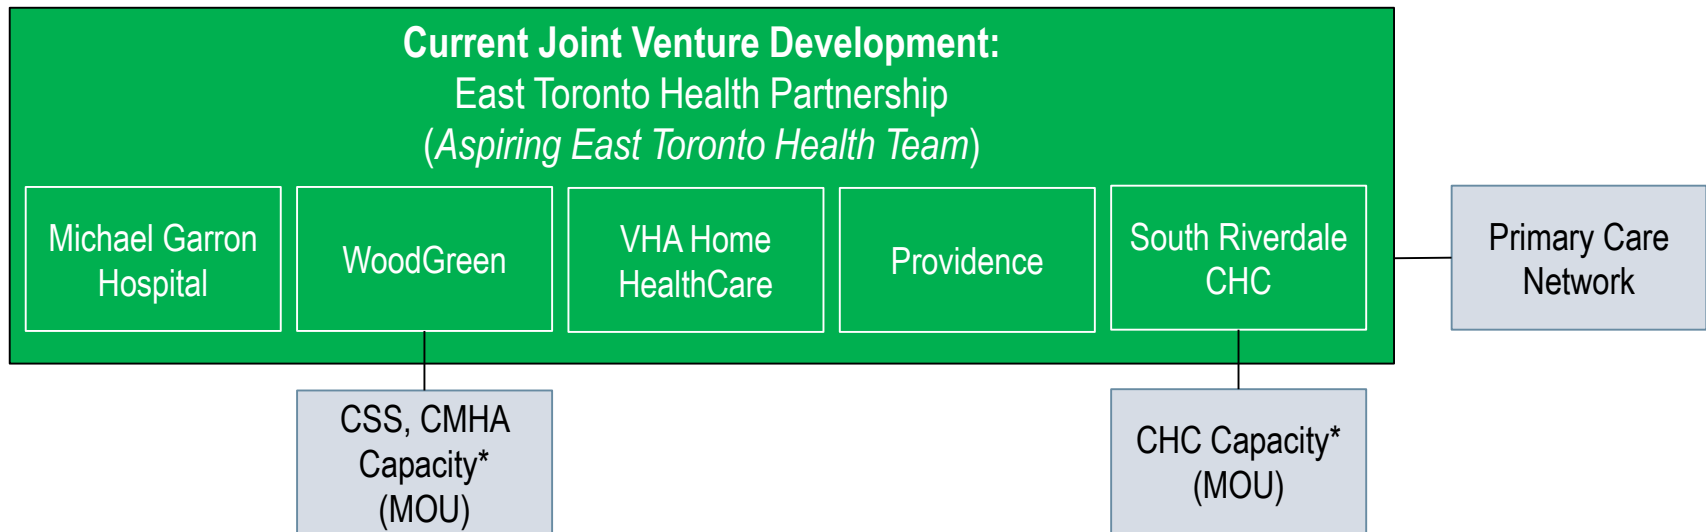 Current Joint Venture Development:
East Toronto Health Partnership
(Aspiring East Toronto Health Team)
Michael Garron
Hospital
WoodGreen
VHA Home
HealthCare
Providence
South Riverdale
CHC
Primary Care
Network
CSS, CMHA
Capacity*
(MOU)
CHC Capacity*
(MOU)